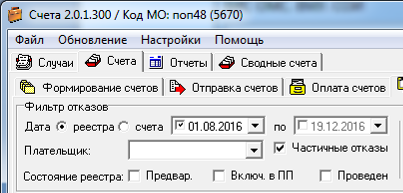 Счета 2.0.1.300 / Код МО: поп48 (5670)
Файл Обновление Настройки Помощь
Случаи Счета Отчеты Сводные счета
Формирование счетов Отправка счетов Оплата счетов
Фильтр отказов
Дата реестра счета 01.08.2016 по 19.12.2016
Плательщик: Частичные отказы
Состояние реестра: Предвар. Включ. в ПП Проведен